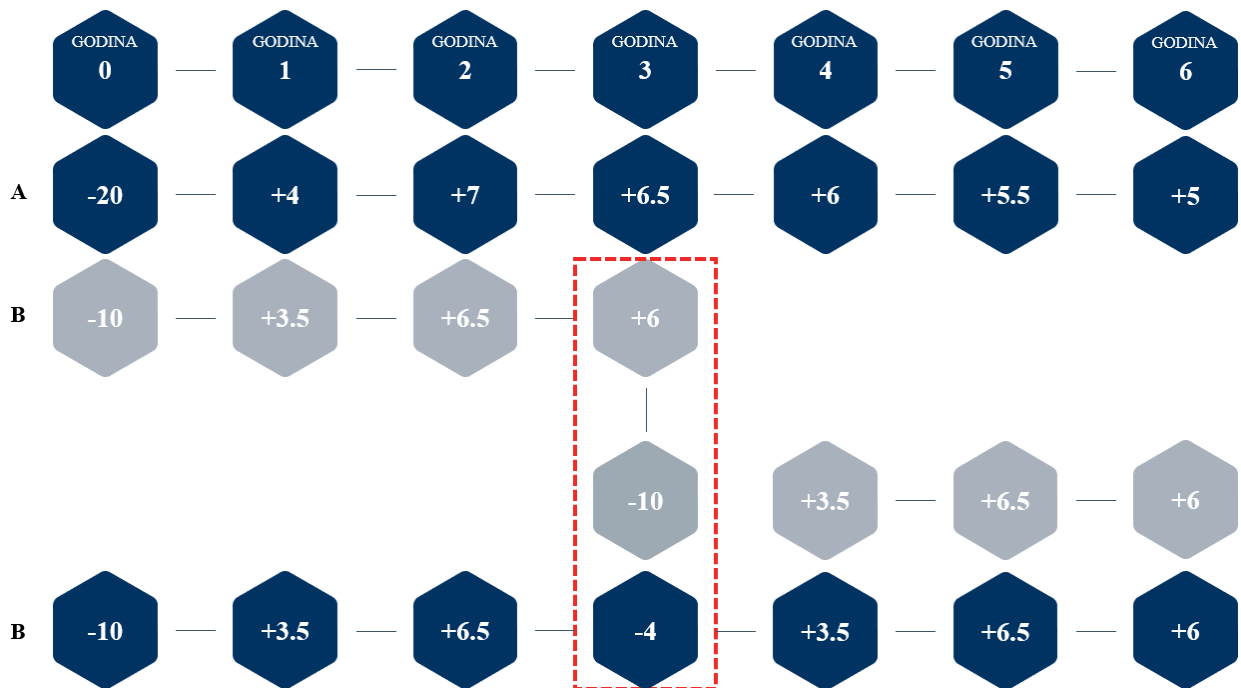 GODINA 0 GODINA 1 GODINA 2 GODINA 3 GODINA 4 GODINA 5 GODINA 6
A -20 +4 +7 +6.5 +6 +5.5 +5
B -10 +3.5 +6.5 +6
-10 +3.5 +6.5 +6
B -10 +3.5 +6.5 -4 +3.5 +6.5 +6